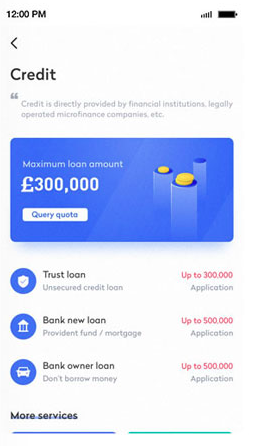 12:00 PM
Credit
“
Credit is directly provided by financial institutions, legally
operated microfinance companies, etc.
Maximum loan amount
£300,000
Query quota
Trust loan
Up to 300,000
Unsecured credit loan
Application
Bank new loan
Up to 500,000
Provident fund / mortgage
Application
Bank owner loan
Up to 500,000
Don't borrow money
Application
More services